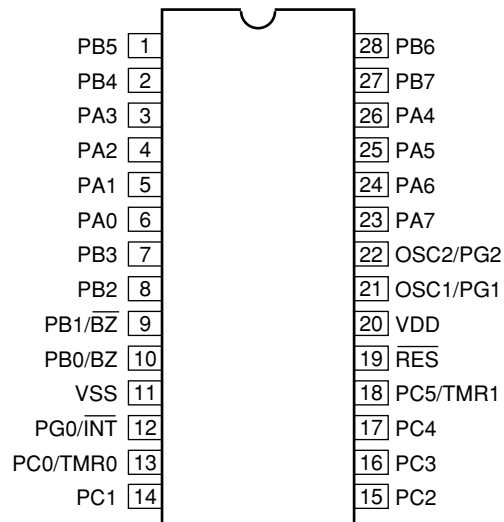 PB5 1 28 PB6
PB4 2 27 PB7
PA3 3 26 PA4
PA2 4 25 PA5
PA1 5 24 PA6
PA0 6 23 PA7
PB3 7 22 OSC2/PG2
PB2 8 21 OSC1/PG1
PB1/B̅Z̅ 9 20 VDD
PB0/BZ 10 19 R̅E̅S̅
VSS 11 18 PC5/TMR1
PG0/I̅N̅T̅ 12 17 PC4
PC0/TMR0 13 16 PC3
PC1 14 15 PC2